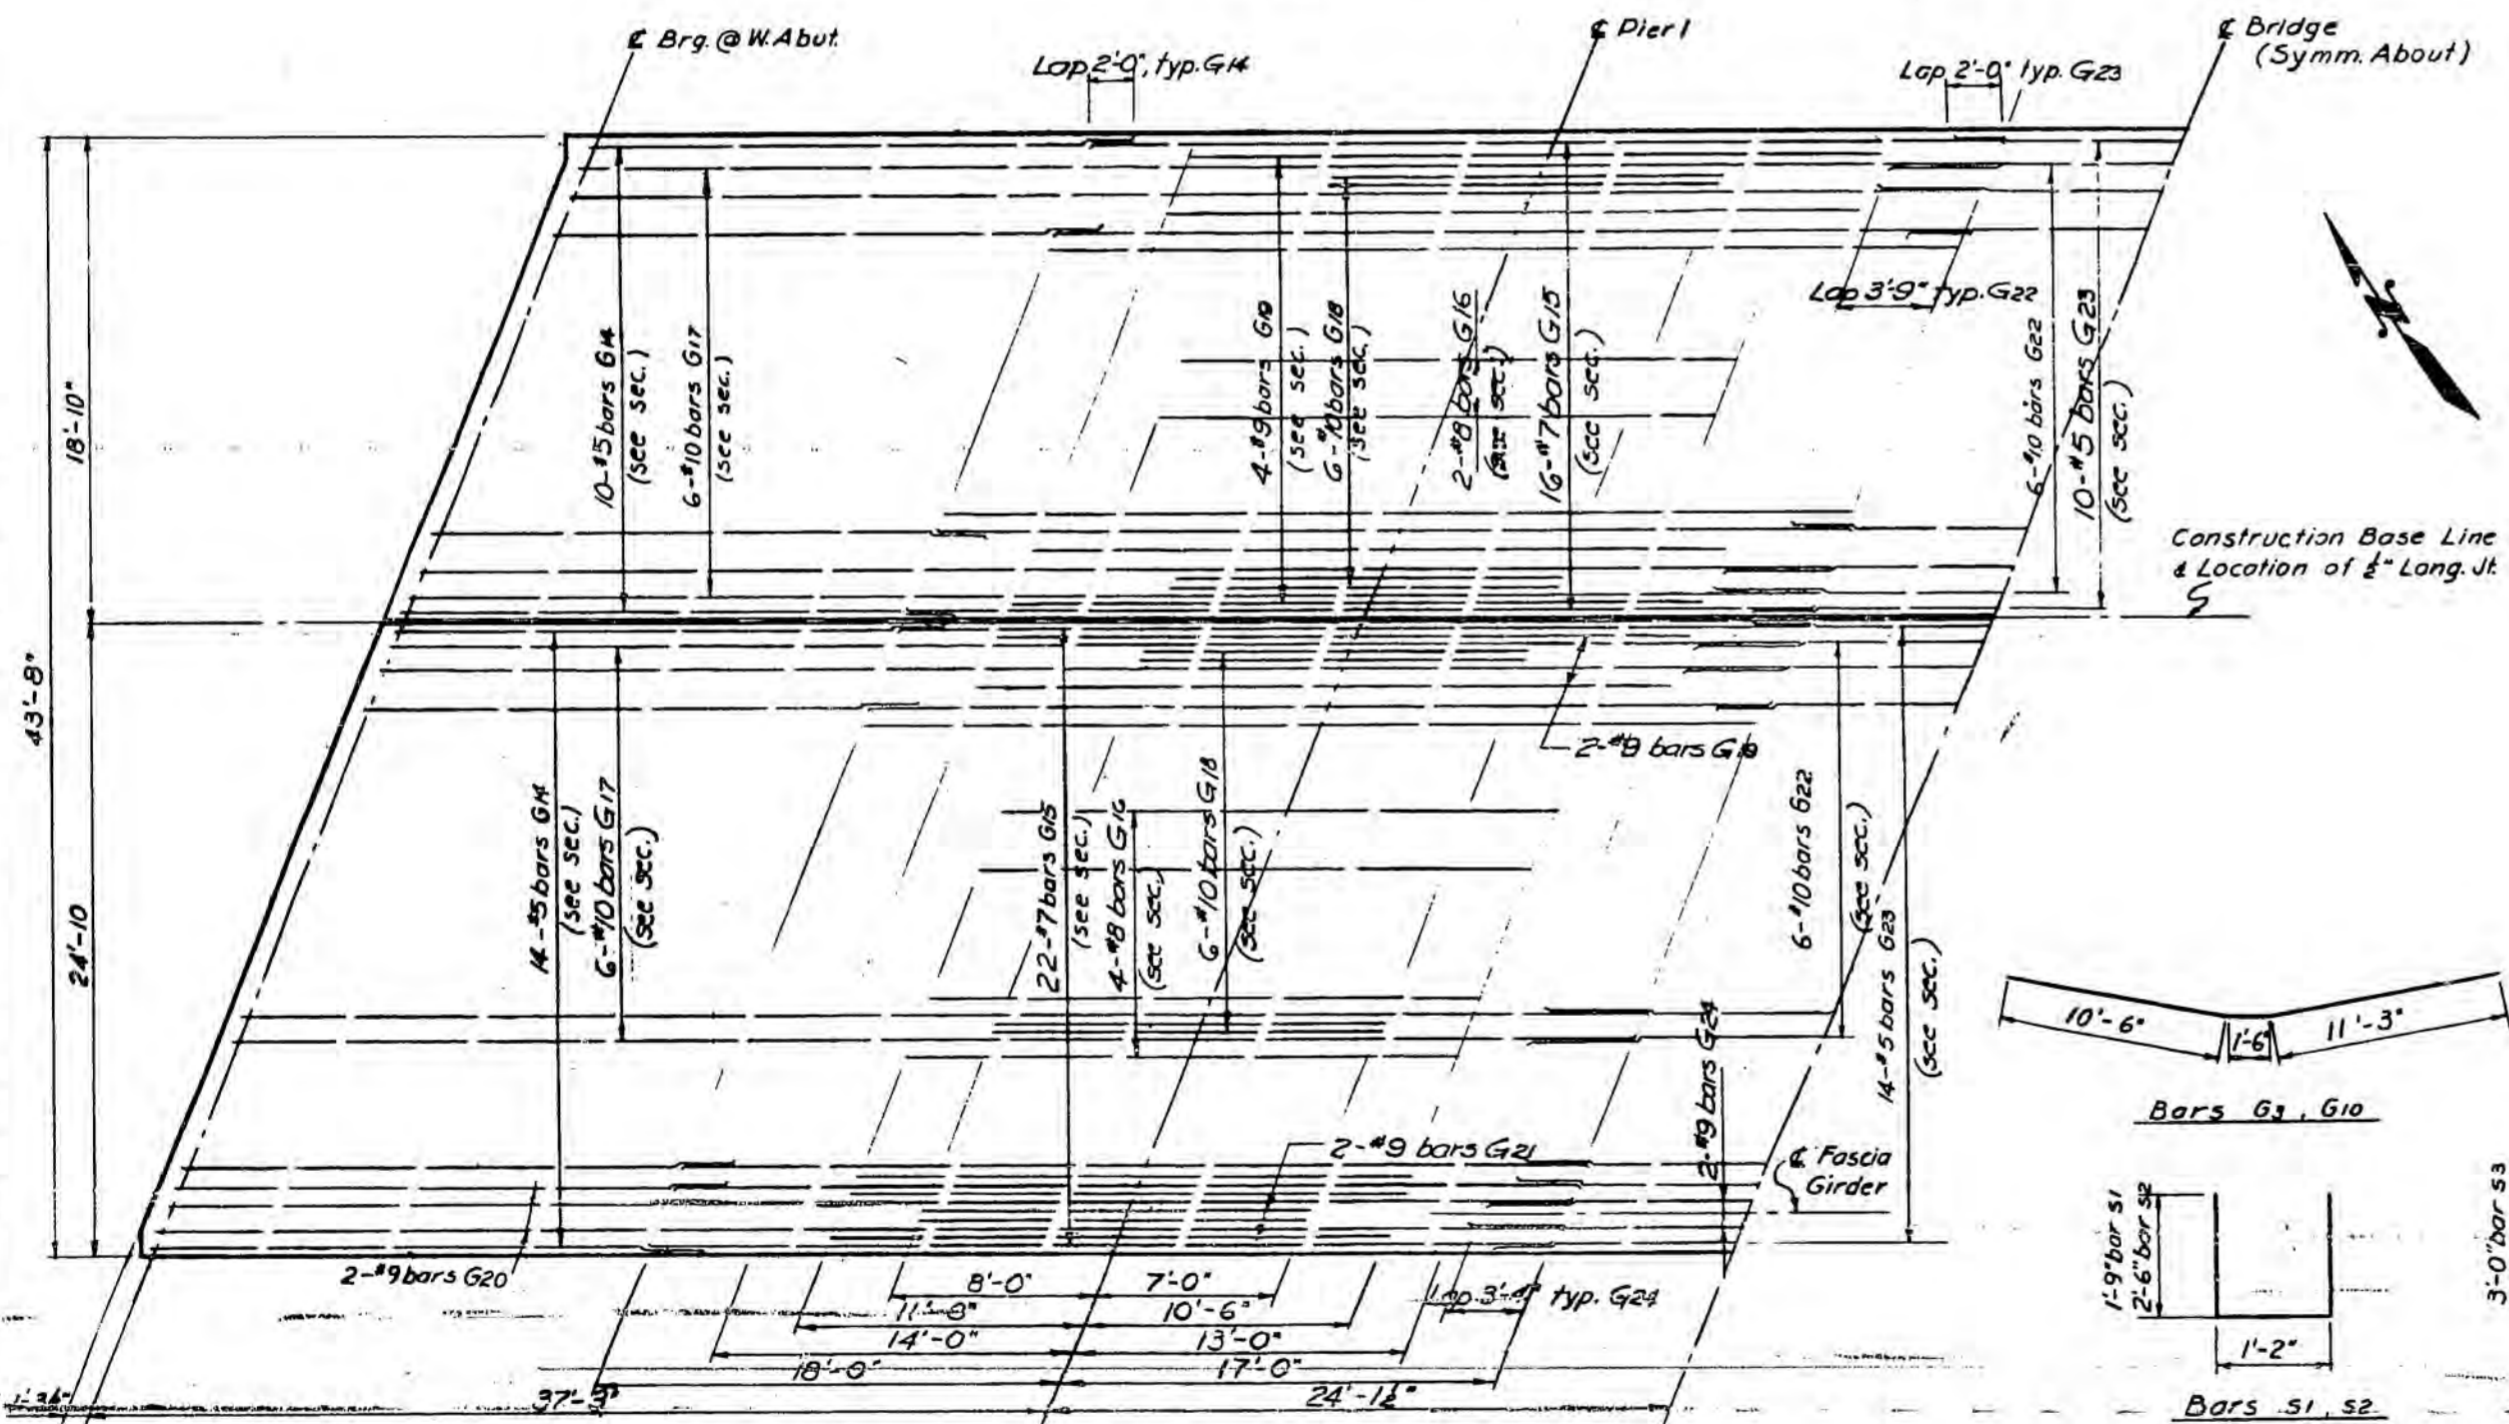 ℄ Brg. @ W. Abut.
Lap 2'-0", typ. G14
℄ Pier 1
Lap 2'-0" typ. G23
℄ Bridge
(Symm. About)
43'-8"
18'-10"
24'-10
10-#5 bars G14
(see sec.)
6-#10 bars G17
(see sec.)
4-#9 bars G19
(see sec.)
6-#10 bars G18
(see sec.)
2-#8 bars G16
(see sec.)
16-#7 bars G15
(see sec.)
Lap 3'-9" typ. G22
6-#10 bars G22
10-#5 bars G23
(see sec.)
Construction Base Line
& Location of ½" Long. Jt.
2-#9 bars G19
14-#5 bars G14
(see sec.)
6-#10 bars G17
(see sec.)
22-#7 bars G15
(see sec.)
4-#8 bars G16
(see sec.)
6-#10 bars G18
(see sec.)
6-#10 bars G22
(see sec.)
14-#5 bars G23
(see sec.)
2-#9 bars G24
℄ Fascia
Girder
2-#9 bars G21
2-#9 bars G20
Lap 3'-4" typ. G24
8'-0"
7'-0"
11'-8"
10'-6"
14'-0"
13'-0"
18'-0"
17'-0"
37'-3"
24'-1½"
10'-6"
1'-6"
11'-3"
Bars G3, G10
1'-9" bar S1
2'-6" bar S2
1'-2"
Bars S1, S2
3'-0" bar S3